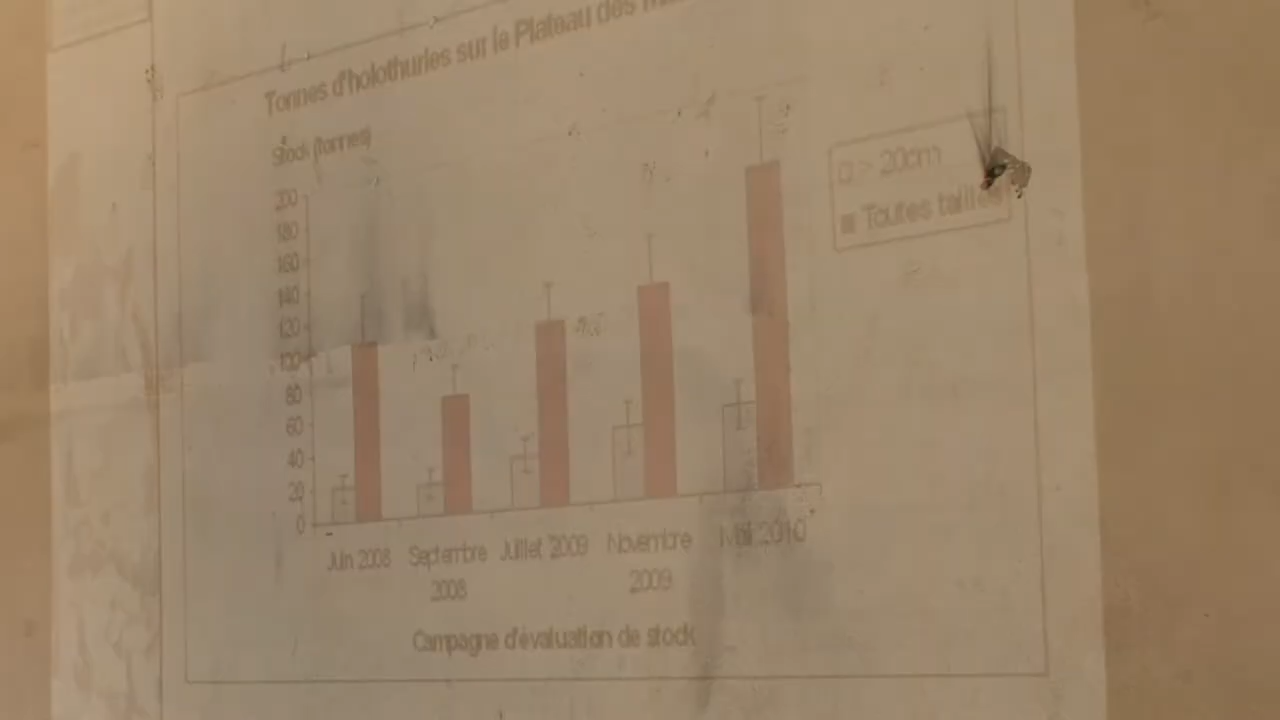 Tonnes d'holothuries sur le Plateau des
Stock (tonnes)
> 20cm
Toutes tailles
200
180
160
140
120
100
80
60
40
20
0
Juin 2008
Septembre
2008
Juillet 2009
Novembre
2009
Mai 2010
Campagne d'évaluation de stock